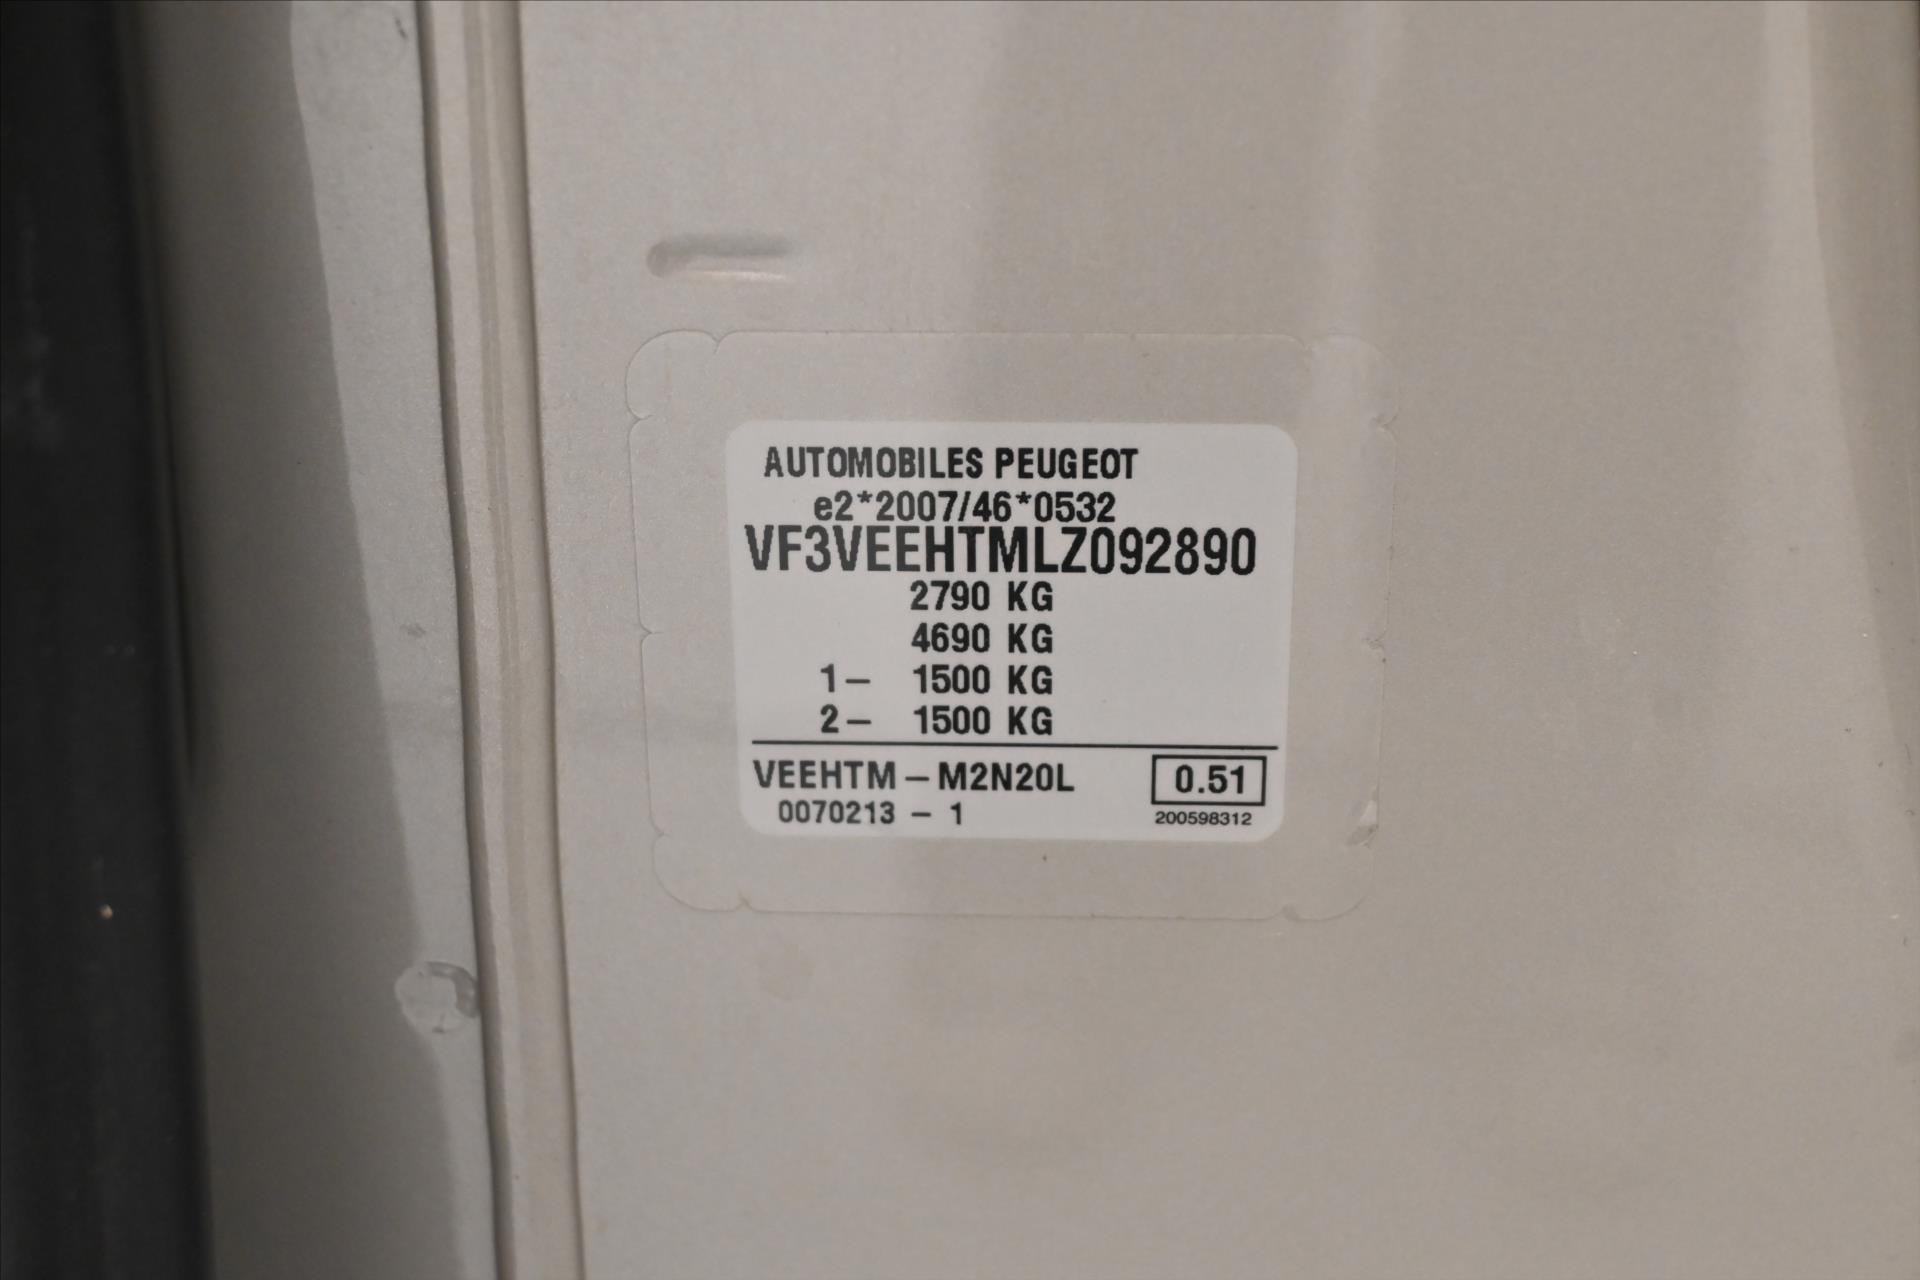 AUTOMOBILES PEUGEOT
e2*2007/46*0532
VF3VEEHTMLZ092890
2790 KG
4690 KG
1- 1500 KG
2- 1500 KG
VEEHTM - M2N20L 0.51
0070213 - 1 200598312